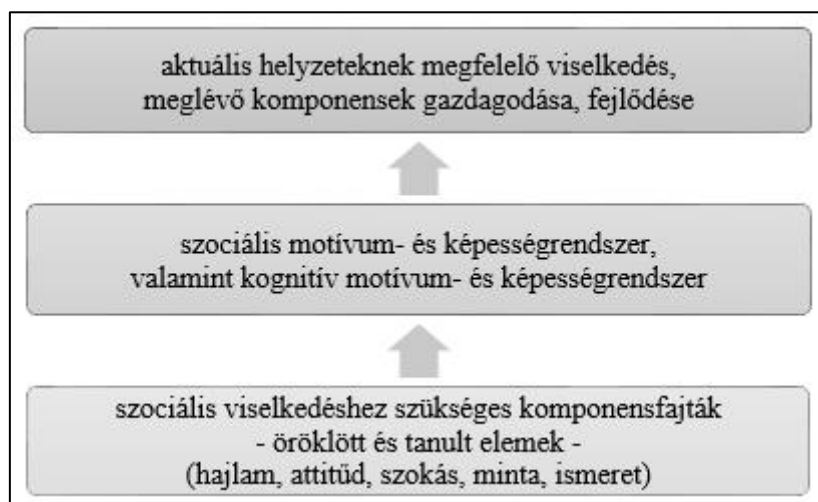 aktuális helyzeteknek megfelelő viselkedés,
meglévő komponensek gazdagodása, fejlődése
szociális motívum- és képességrendszer,
valamint kognitív motívum- és képességrendszer
szociális viselkedéshez szükséges komponensfajták
- öröklött és tanult elemek -
(hajlam, attitűd, szokás, minta, ismeret)